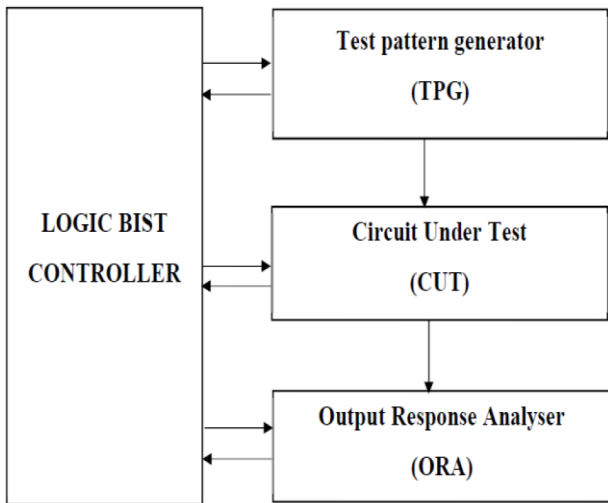 LOGIC BIST
CONTROLLER
Test pattern generator
(TPG)
Circuit Under Test
(CUT)
Output Response Analyser
(ORA)